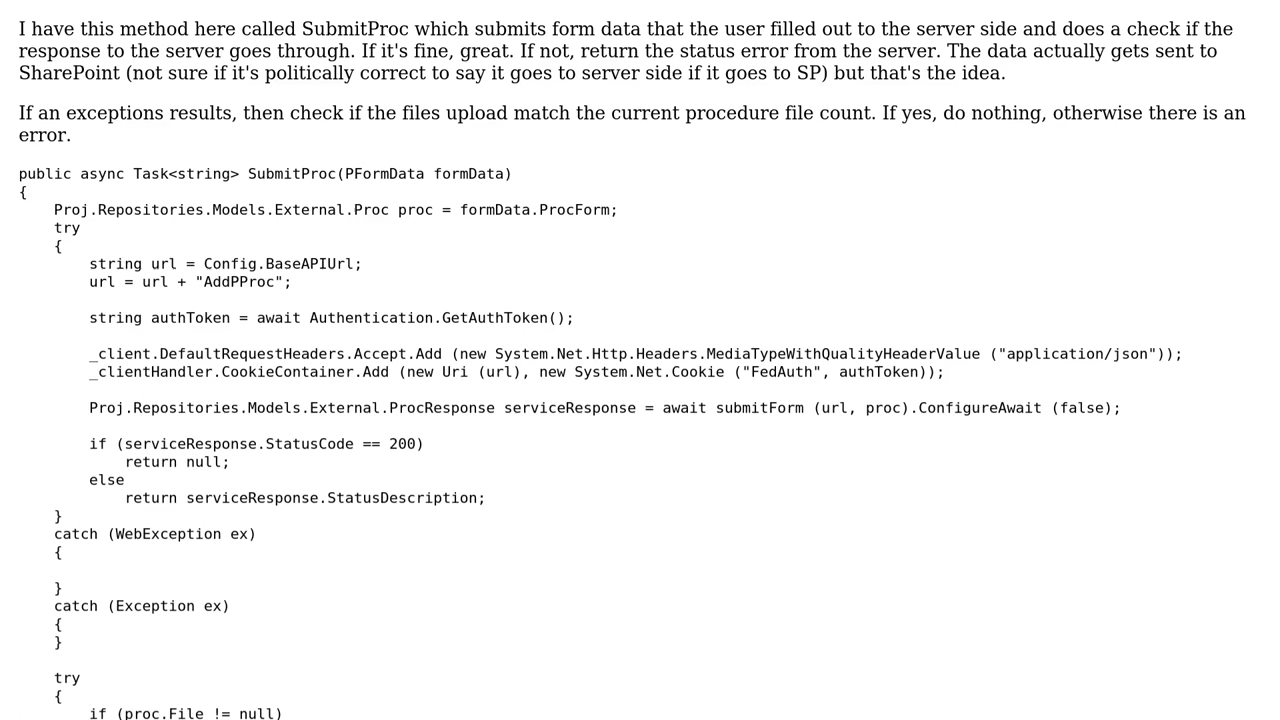 I have this method here called SubmitProc which submits form data that the user filled out to the server side and does a check if the
response to the server goes through. If it's fine, great. If not, return the status error from the server. The data actually gets sent to
SharePoint (not sure if it's politically correct to say it goes to server side if it goes to SP) but that's the idea.
If an exceptions results, then check if the files upload match the current procedure file count. If yes, do nothing, otherwise there is an
error.
public async Task<string> SubmitProc(PFormData formData)
{
    Proj.Repositories.Models.External.Proc proc = formData.ProcForm;
    try
    {
        string url = Config.BaseAPIUrl;
        url = url + "AddPProc";
        string authToken = await Authentication.GetAuthToken();
        _client.DefaultRequestHeaders.Accept.Add (new System.Net.Http.Headers.MediaTypeWithQualityHeaderValue ("application/json"));
        _clientHandler.CookieContainer.Add (new Uri (url), new System.Net.Cookie ("FedAuth", authToken));
        Proj.Repositories.Models.External.ProcResponse serviceResponse = await submitForm (url, proc).ConfigureAwait (false);
        if (serviceResponse.StatusCode == 200)
            return null;
        else
            return serviceResponse.StatusDescription;
    }
    catch (WebException ex)
    {
    }
    catch (Exception ex)
    {
    }
    try
    {
        if (proc.File != null)